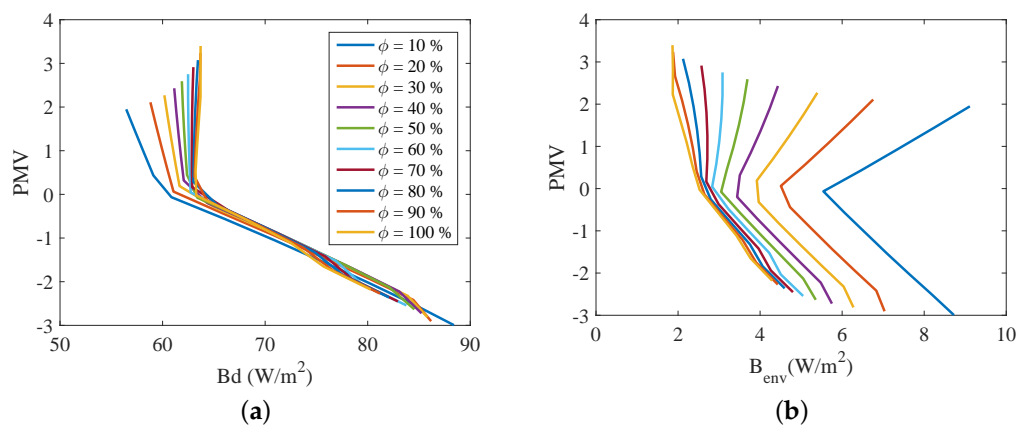 4
3
2
1
0
-1
-2
-3
PMV
50
60
70
80
90
Bd (W/m²)
ϕ = 10 %
ϕ = 20 %
ϕ = 30 %
ϕ = 40 %
ϕ = 50 %
ϕ = 60 %
ϕ = 70 %
ϕ = 80 %
ϕ = 90 %
ϕ = 100 %
(a)
4
3
2
1
0
-1
-2
-3
PMV
0
2
4
6
8
10
B_env(W/m²)
(b)